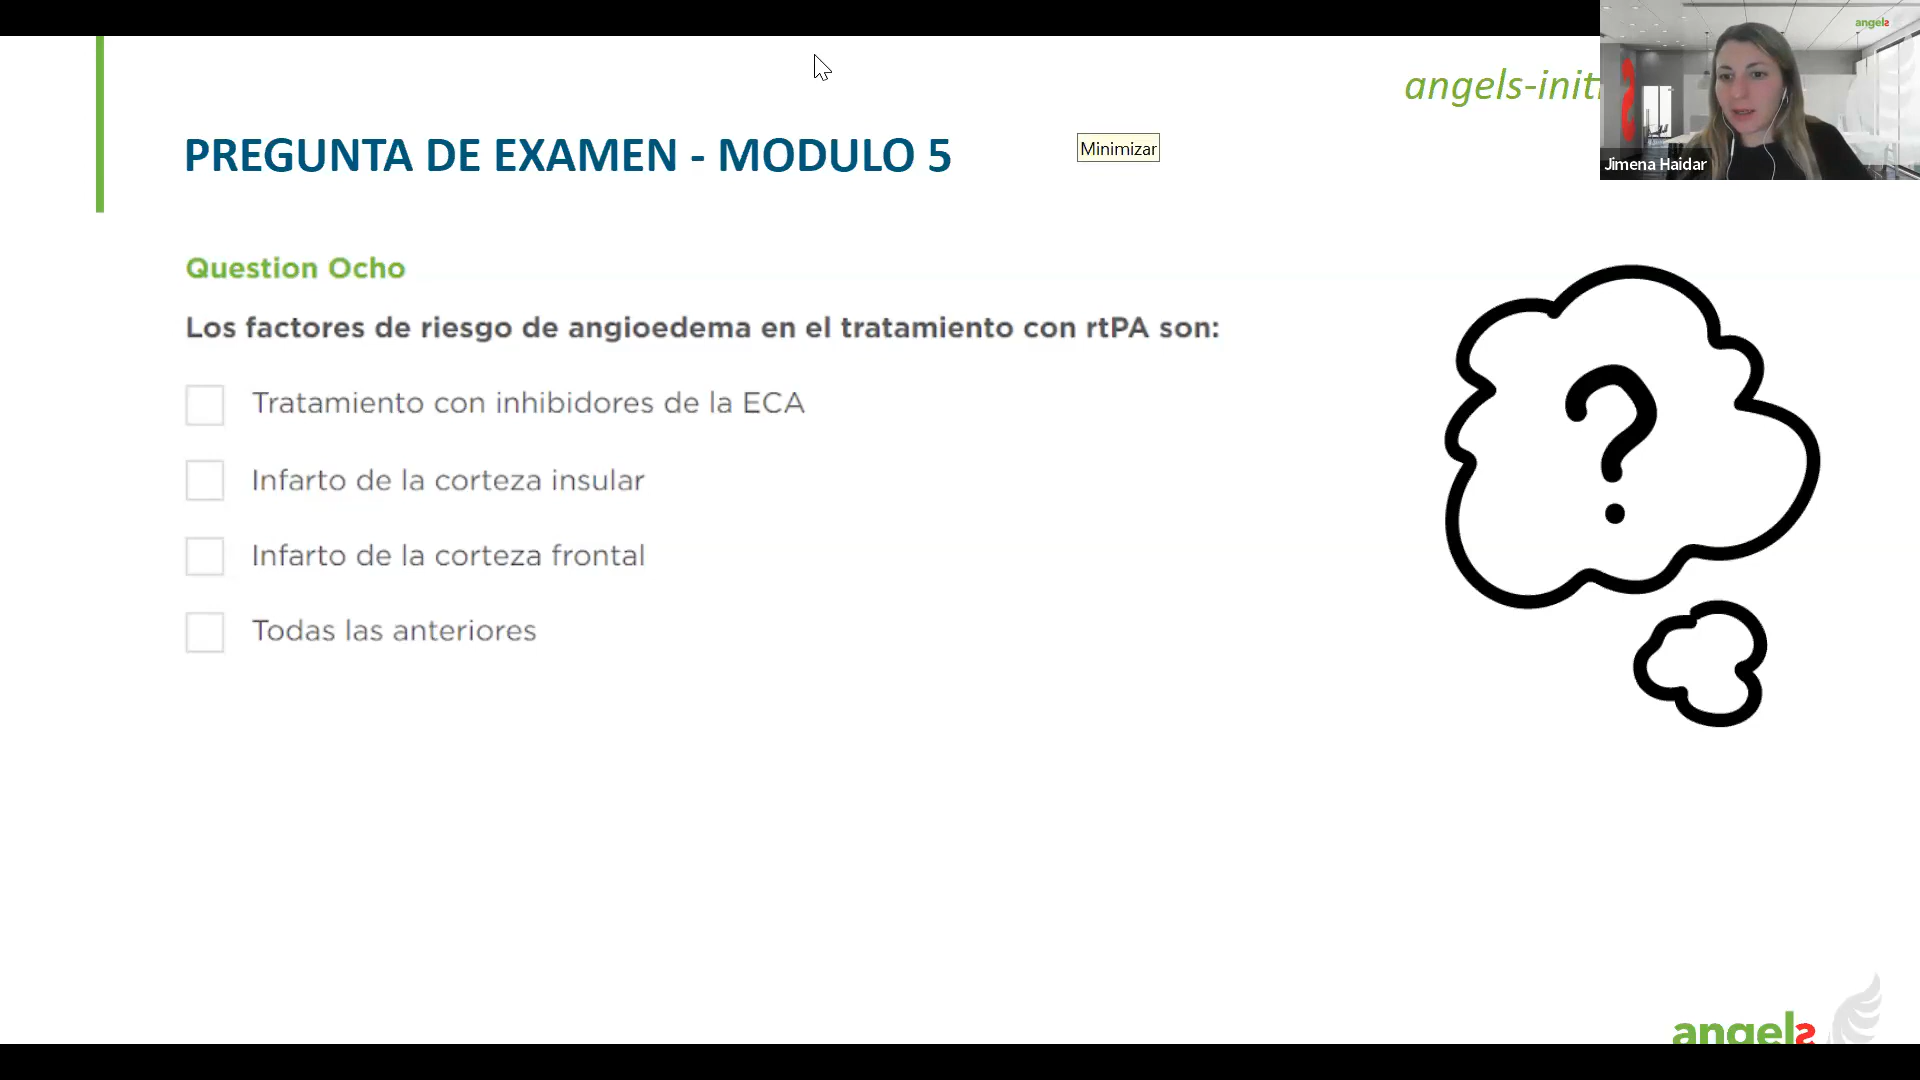 angels
angels-init
PREGUNTA DE EXAMEN - MODULO 5
Minimizar
Jimena Haidar
Question Ocho
Los factores de riesgo de angioedema en el tratamiento con rtPA son:
Tratamiento con inhibidores de la ECA
Infarto de la corteza insular
Infarto de la corteza frontal
Todas las anteriores
?
angels